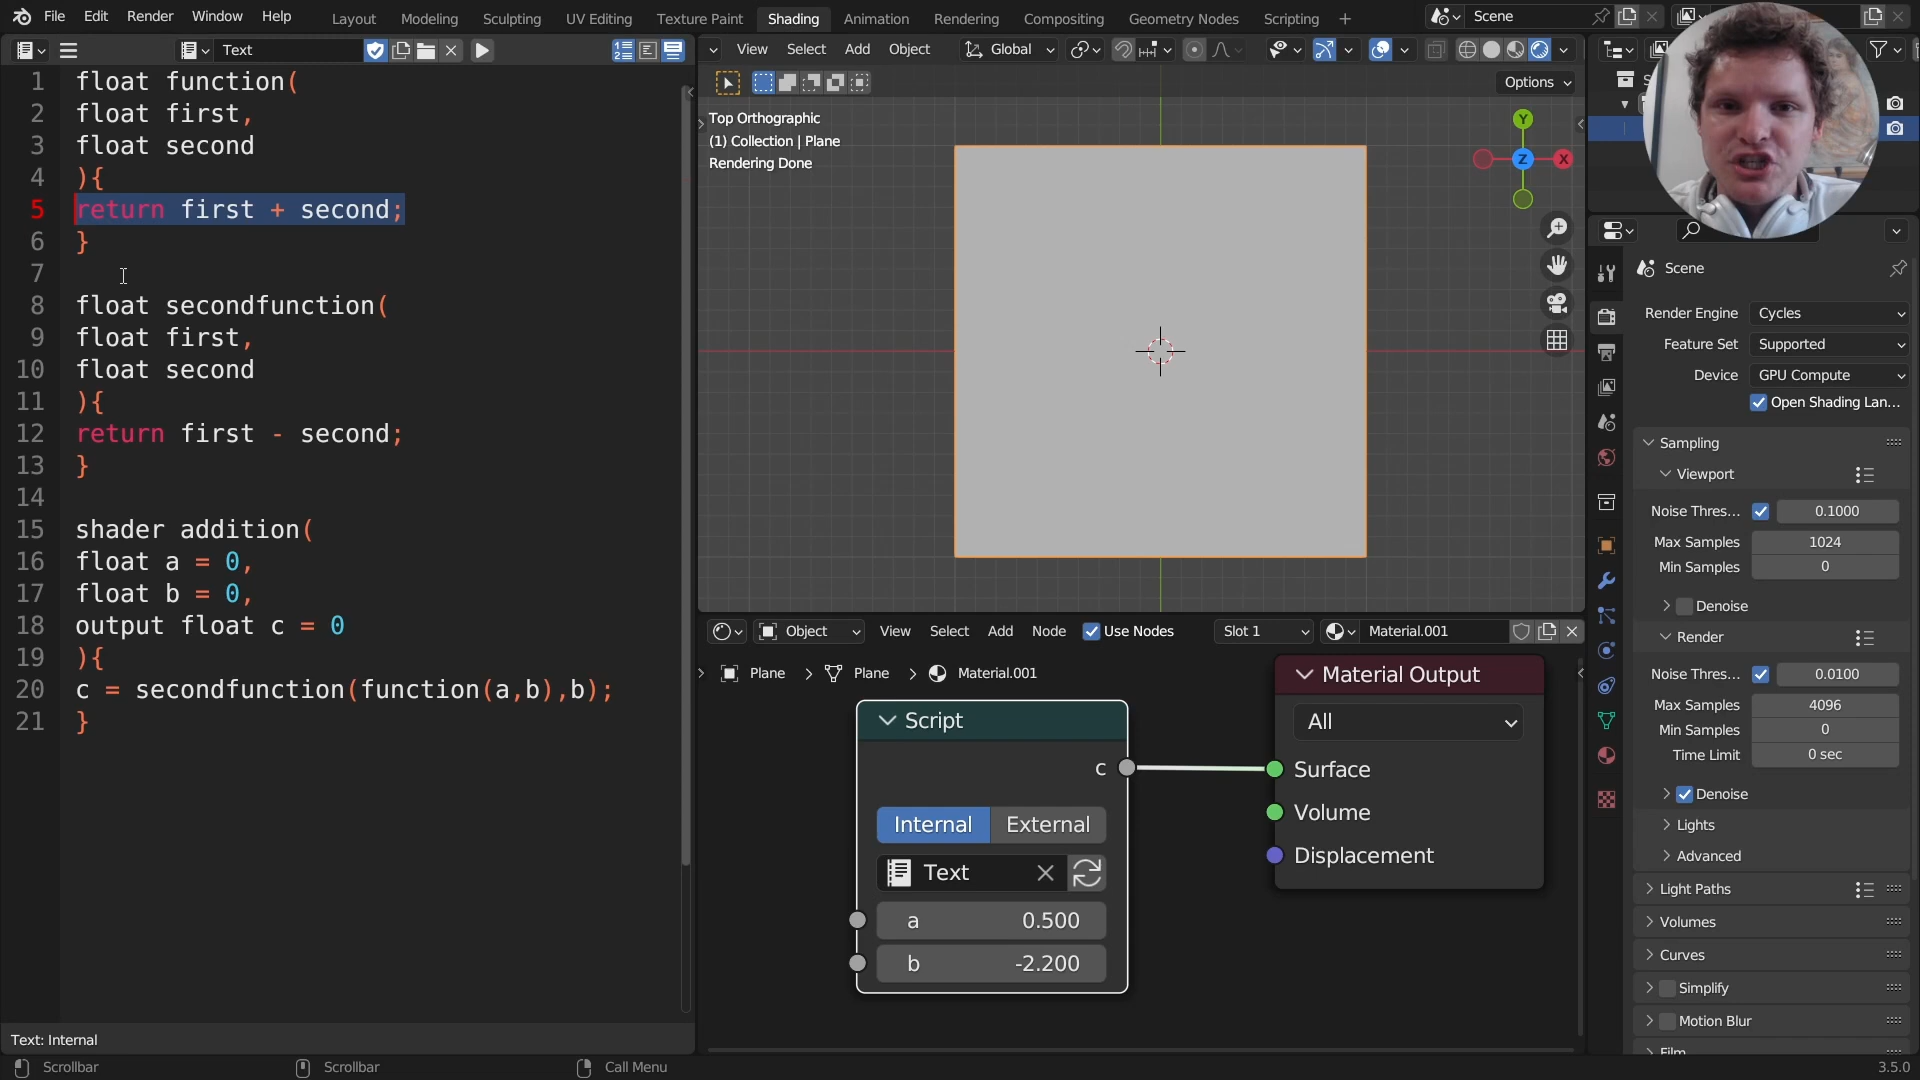 File Edit Render Window Help Layout Modeling Sculpting UV Editing Texture Paint Shading Animation Rendering Compositing Geometry Nodes Scripting + Scene
Text
View Select Add Object Global
Options
1 float function(
2 float first,
3 float second
4 ){
5 return first + second;
6 }
7
8 float secondfunction(
9 float first,
10 float second
11 ){
12 return first - second;
13 }
14
15 shader addition(
16 float a = 0,
17 float b = 0,
18 output float c = 0
19 ){
20 c = secondfunction(function(a,b),b);
21 }
Text: Internal
Top Orthographic
(1) Collection | Plane
Rendering Done
Y
Z
X
Object View Select Add Node Use Nodes Slot 1 Material.001
Plane > Plane > Material.001
Script
c
Internal External
Text
a 0.500
b -2.200
Material Output
All
Surface
Volume
Displacement
Scene
Render Engine Cycles
Feature Set Supported
Device GPU Compute
Open Shading Lan...
Sampling
Viewport
Noise Thres... 0.1000
Max Samples 1024
Min Samples 0
Denoise
Render
Noise Thres... 0.0100
Max Samples 4096
Min Samples 0
Time Limit 0 sec
Denoise
Lights
Advanced
Light Paths
Volumes
Curves
Simplify
Motion Blur
Film
Scrollbar Scrollbar Call Menu 3.5.0